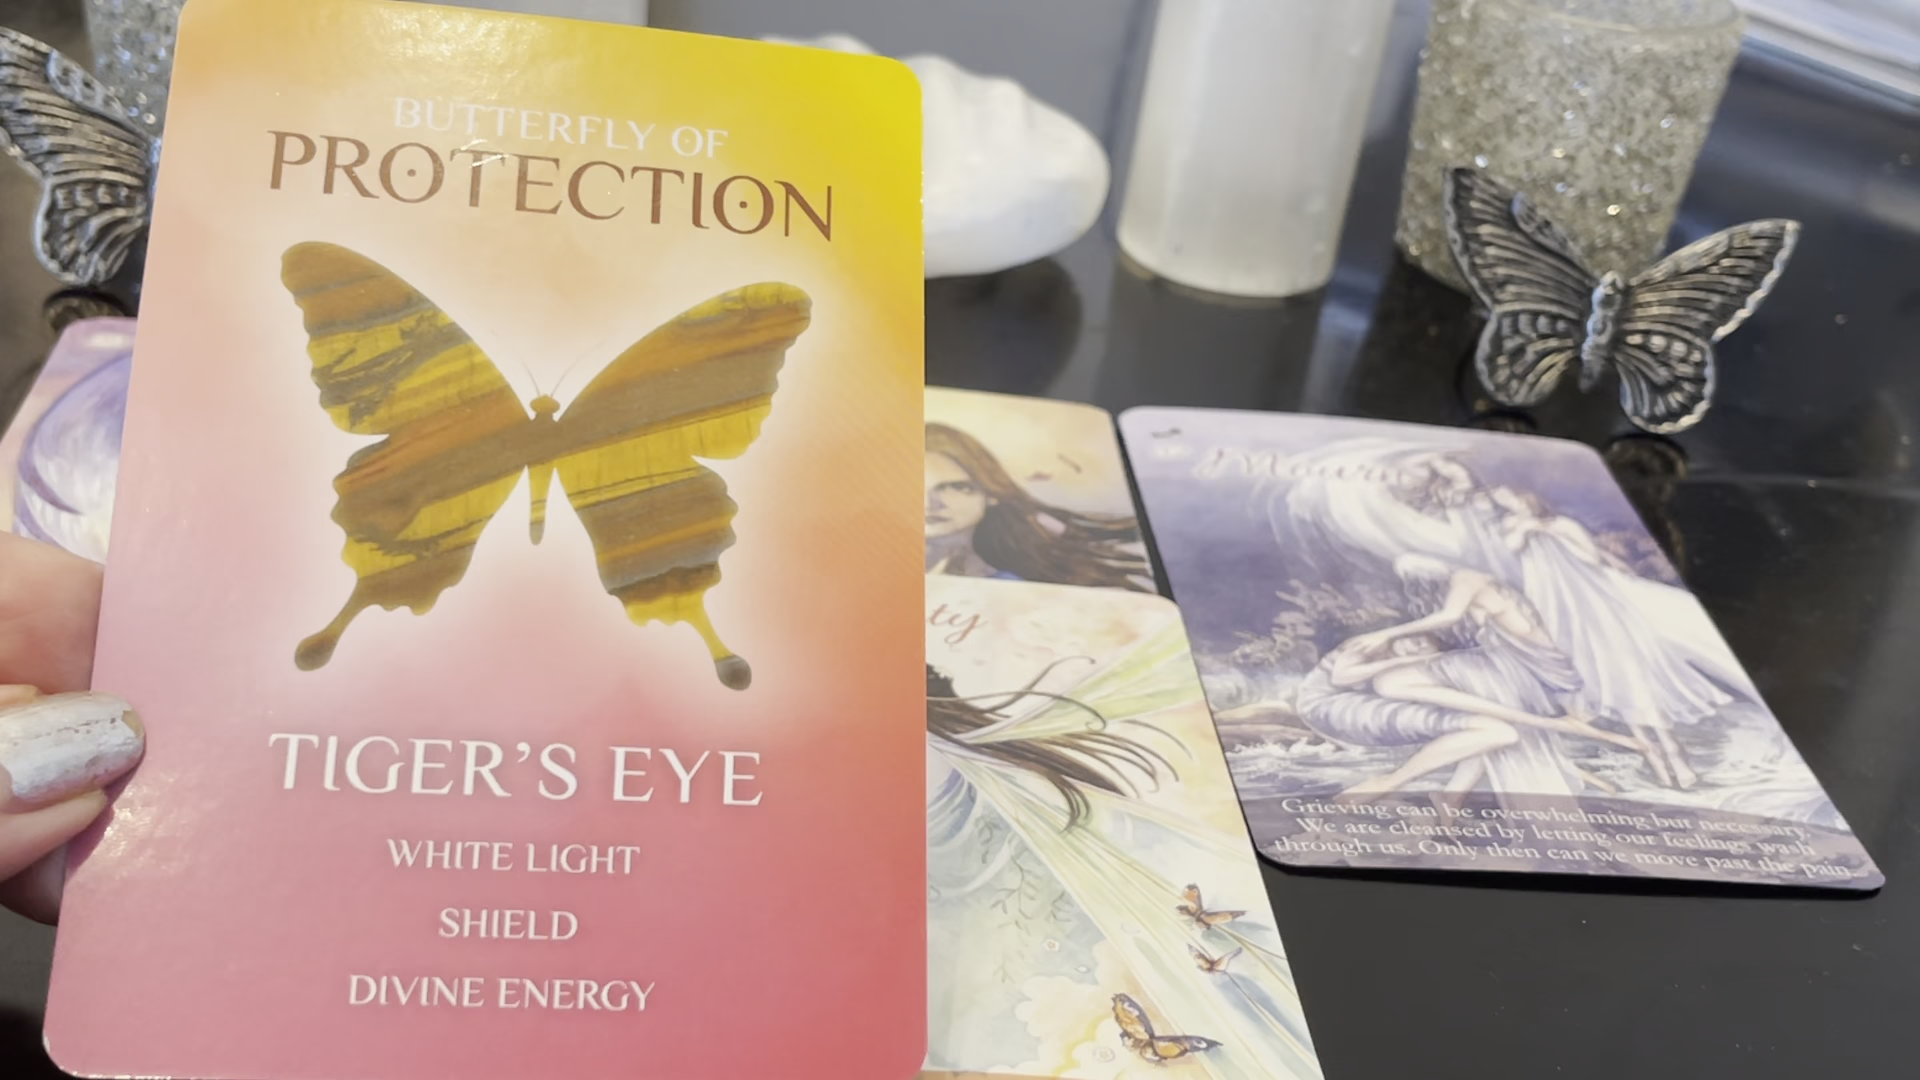 BUTTERFLY OF
PROTECTION
TIGER'S EYE
WHITE LIGHT
SHIELD
DIVINE ENERGY
ty
Grieving can be overwhelming but necessary.
We are cleansed by letting our feelings wash
through us. Only then can we move past the pain.